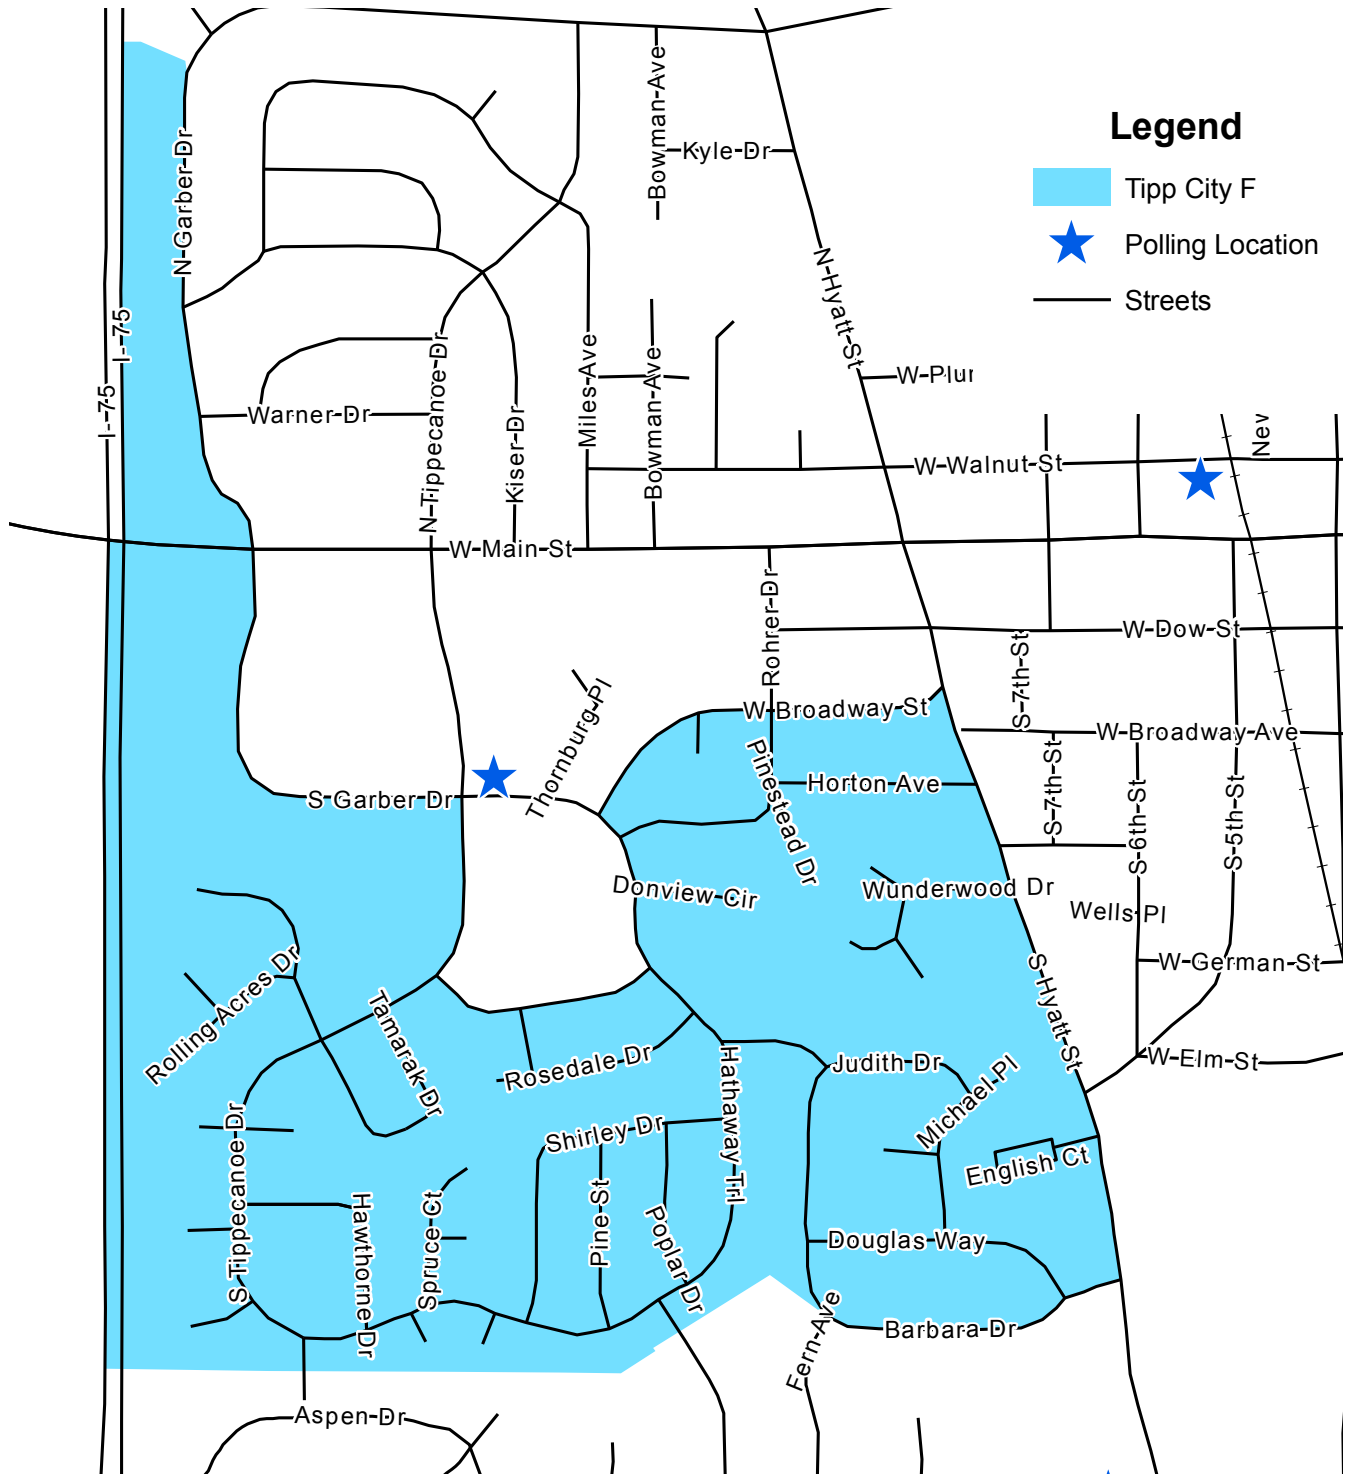 Legend
Tipp City F
Polling Location
Streets
Bowman-Ave
Kyle-Dr
N-Garber-Dr
N-Hyatt-St
I-75
I-75
N-Tippecanoe-Dr
Miles-Ave
Bowman-Ave
W-Plur
Warner-Dr
Kiser-Dr
Nev
W-Walnut-St
W-Main-St
Rohrer-Dr
W-Dow-St
S-7th-St
Thornburg-Pl
W-Broadway St
W-Broadway-Ave
Pinestead Dr
Horton Ave
S-7th-St
S-6th-St
S-5th-St
S Garber Dr
Donview-Cir
Wunderwood Dr
Wells-Pl
W-German-St
Rolling Acres Dr
Tamarak-Dr
S-Hyatt-St
Rosedale Dr
Hathaway Trl
Judith Dr
Michael-Pl
W-Elm-St
S Tippecanoe Dr
Shirley Dr
English Ct
Hawthorne Dr
Spruce Ct
Pine St
Poplar Dr
Douglas Way
Fern-Ave
Barbara Dr
Aspen-Dr